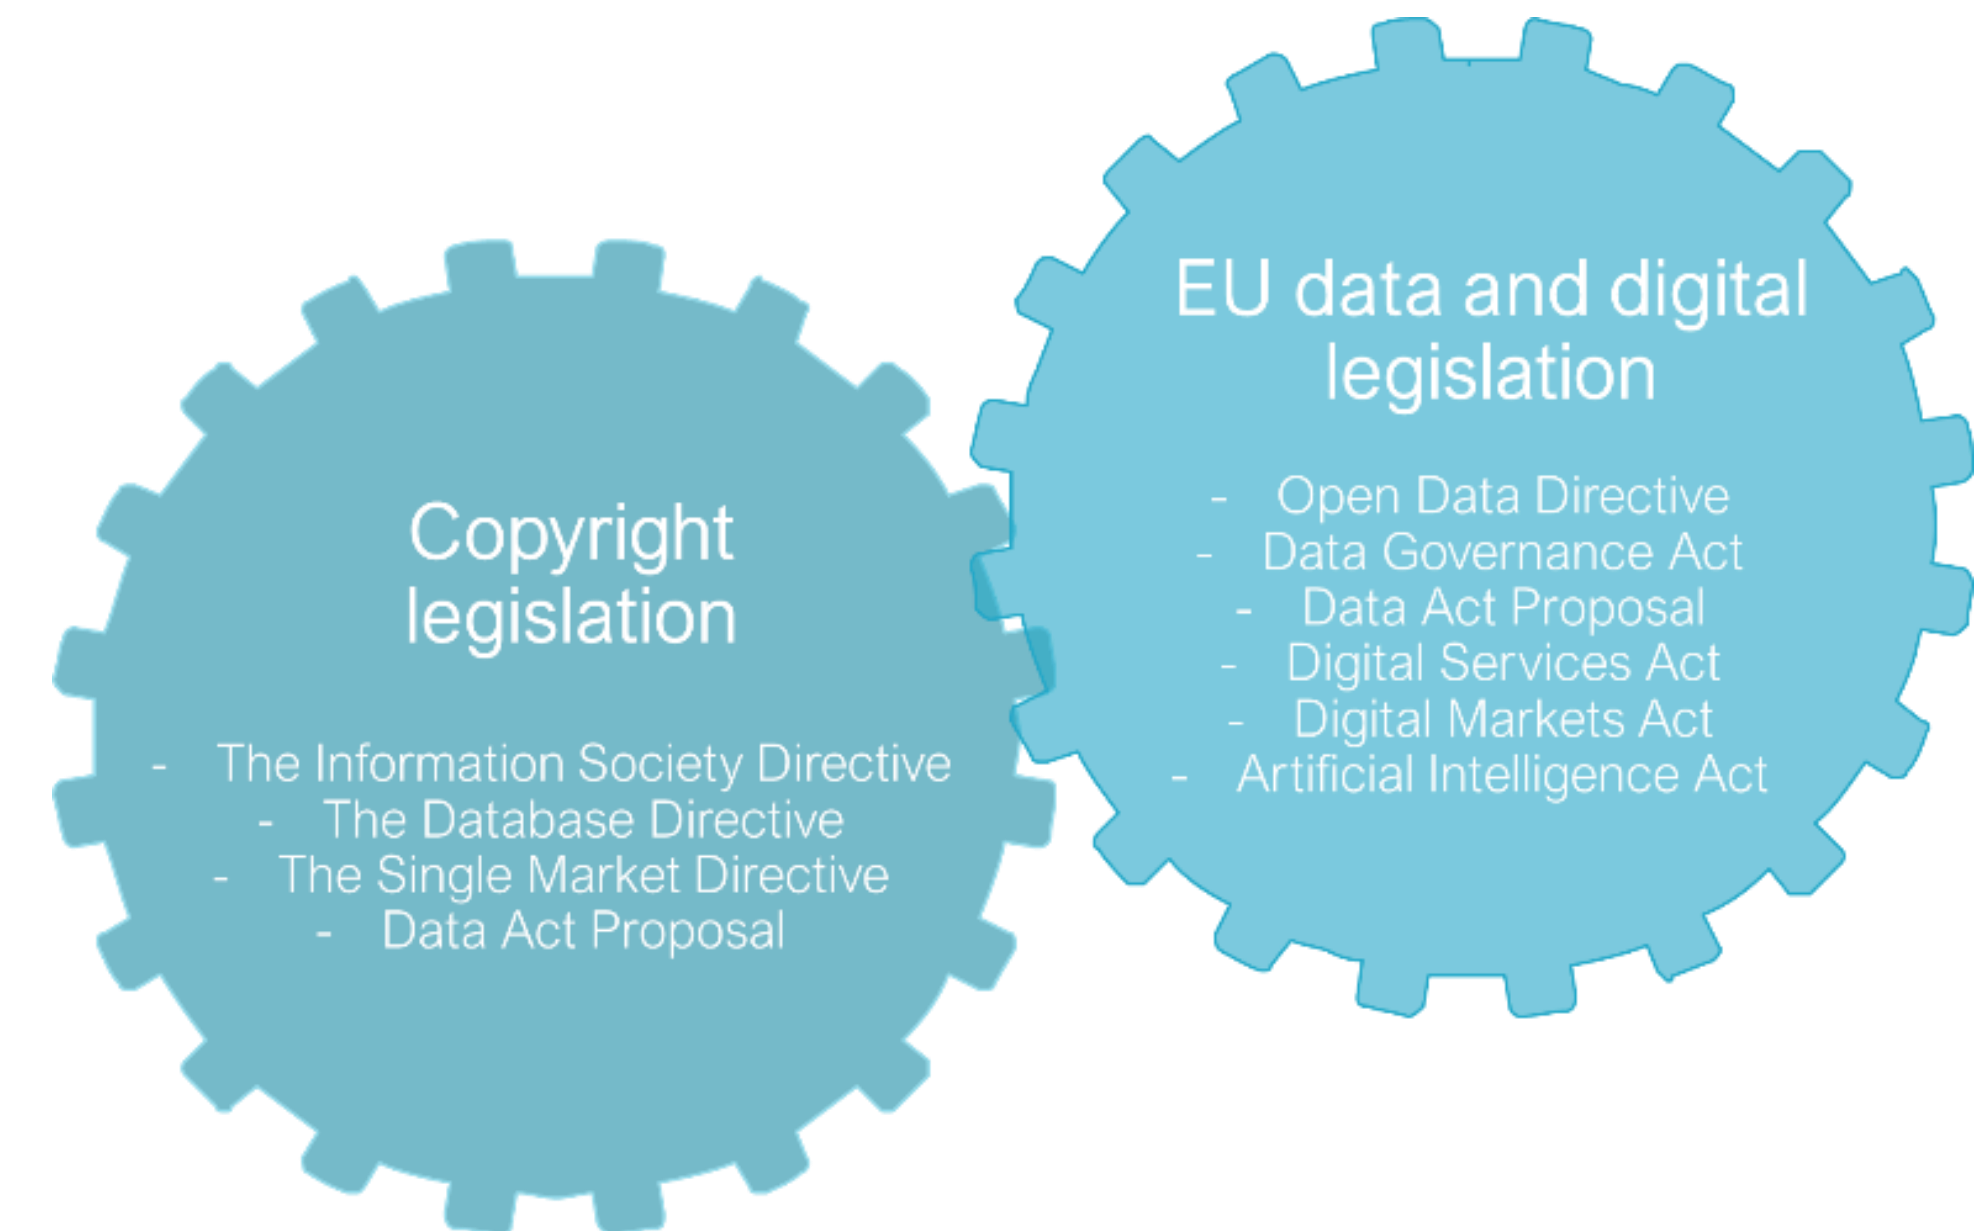 Copyright
legislation
- The Information Society Directive
- The Database Directive
- The Single Market Directive
- Data Act Proposal
EU data and digital
legislation
- Open Data Directive
- Data Governance Act
- Data Act Proposal
- Digital Services Act
- Digital Markets Act
- Artificial Intelligence Act